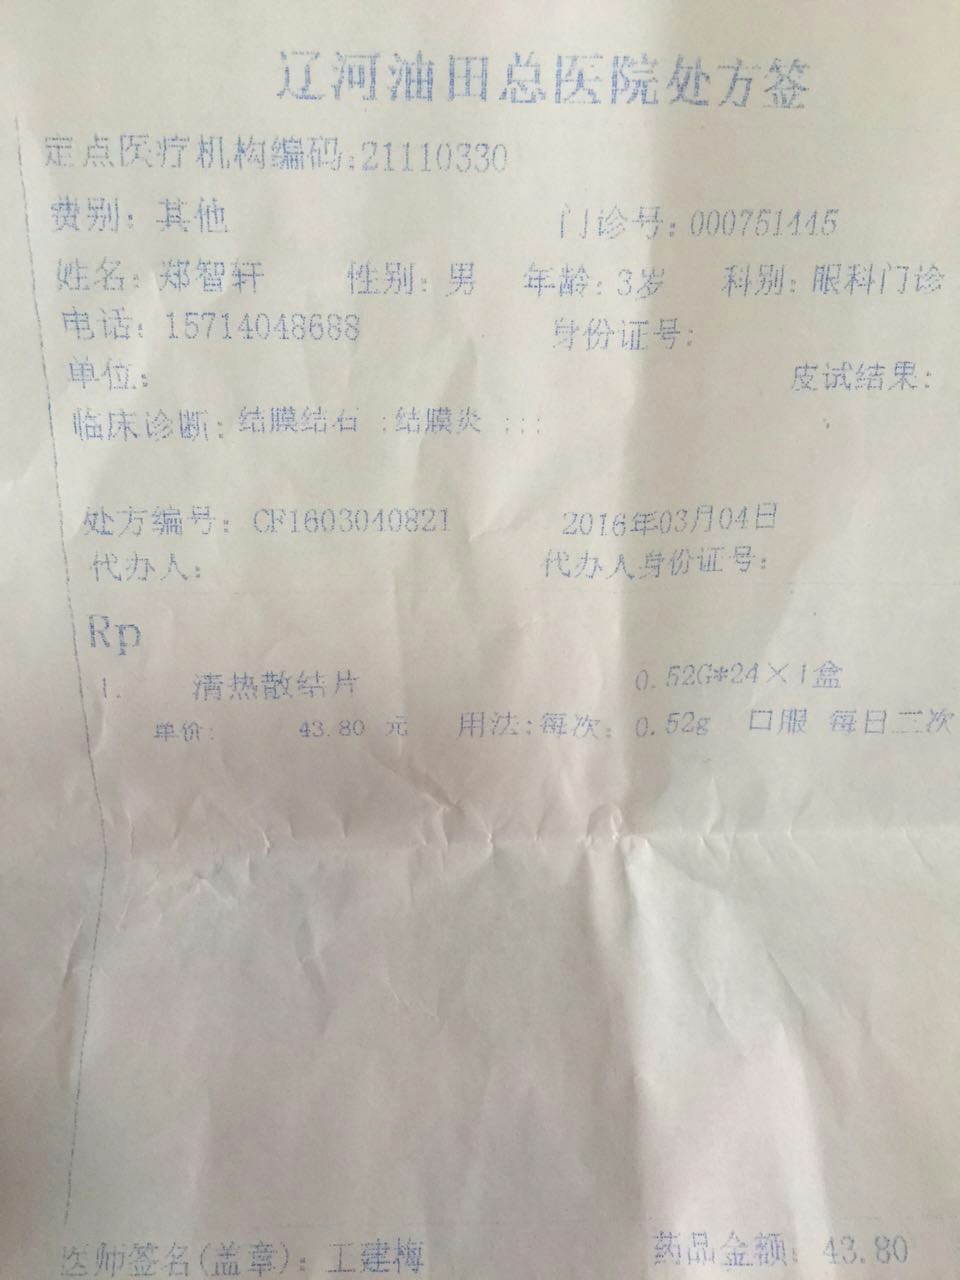 辽河油田总医院处方签
定点医疗机构编码:21110330
费别: 其他 门诊号: 000751445
姓名: 郑智轩 性别: 男 年龄: 3岁 科别: 眼科门诊
电话: 15714048688 身份证号:
单位: 皮试结果:
临床诊断: 结膜结石 ;结膜炎 ;;;
处方编号: CF1603040821 2016年03月04日
代办人: 代办人身份证号:
Rp
1. 清热散结片 0.52G*24×1盒
单价: 43.80 元 用法:每次: 0.52g 口服 每日二次
医师签名(盖章): 王建梅 药品金额: 43.80